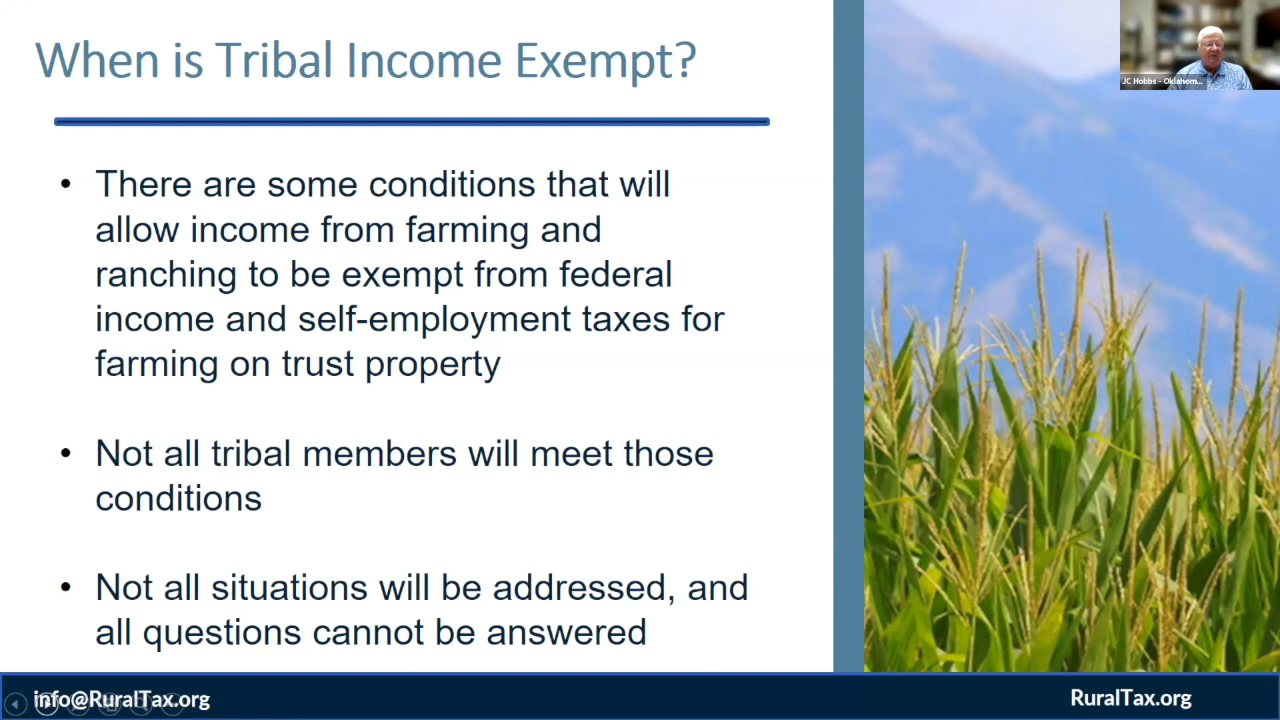 When is Tribal Income Exempt?
JC Hobbs - Oklahom...
• There are some conditions that will
allow income from farming and
ranching to be exempt from federal
income and self-employment taxes for
farming on trust property
• Not all tribal members will meet those
conditions
• Not all situations will be addressed, and
all questions cannot be answered
info@RuralTax.org
RuralTax.org